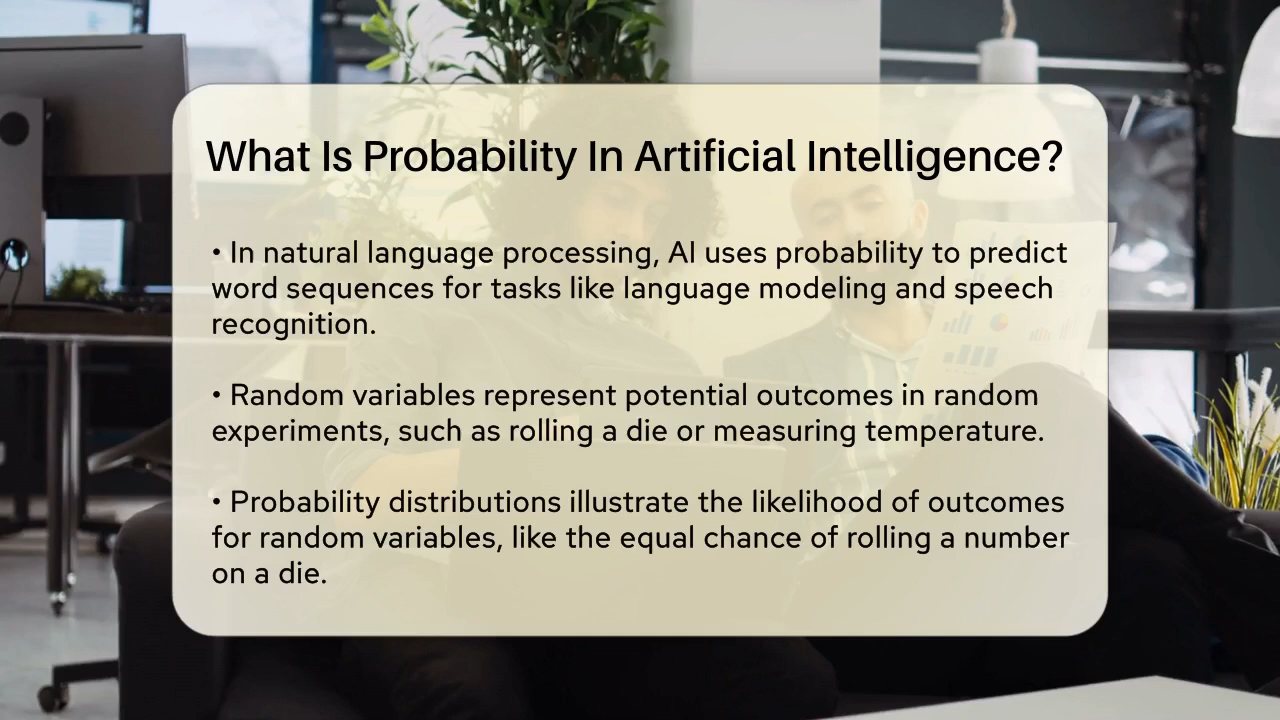 What Is Probability In Artificial Intelligence?
• In natural language processing, AI uses probability to predict
word sequences for tasks like language modeling and speech
recognition.
• Random variables represent potential outcomes in random
experiments, such as rolling a die or measuring temperature.
• Probability distributions illustrate the likelihood of outcomes
for random variables, like the equal chance of rolling a number
on a die.